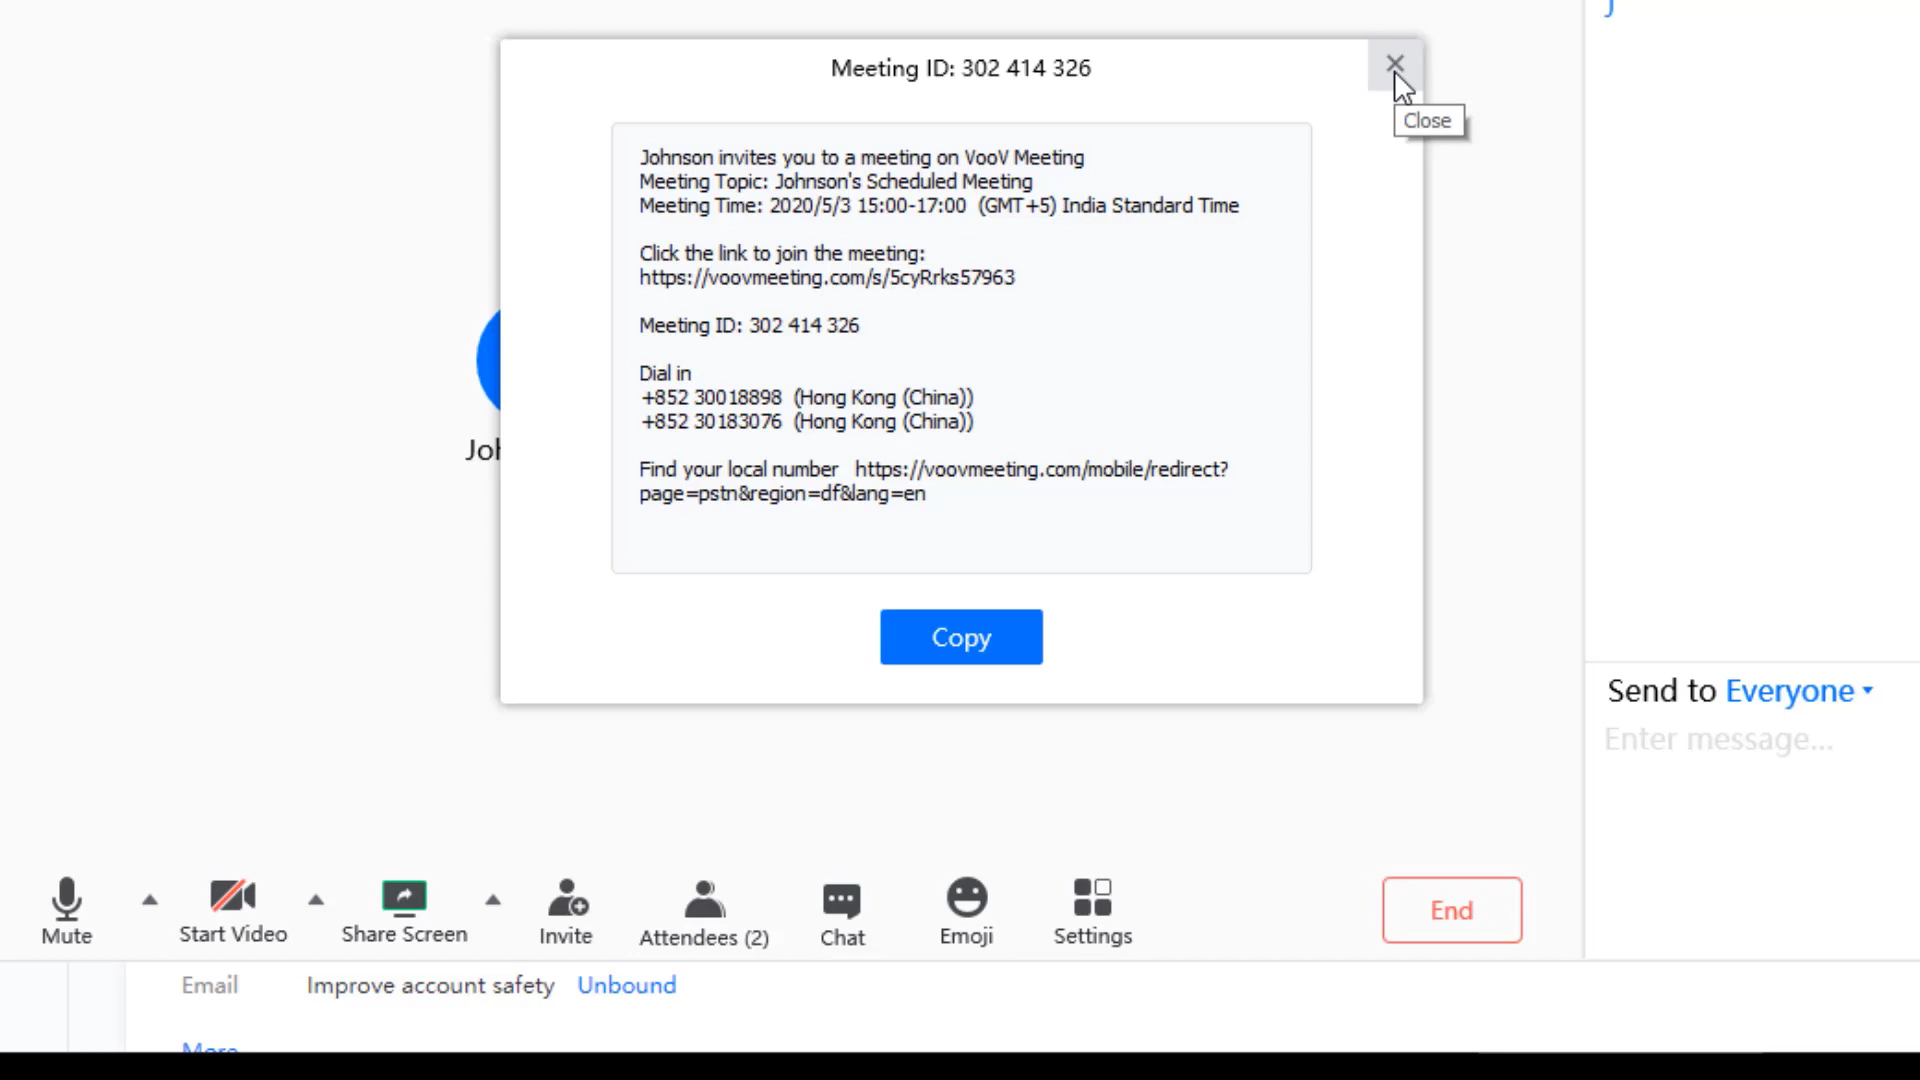 Meeting ID: 302 414 326
Close
Johnson invites you to a meeting on VooV Meeting
Meeting Topic: Johnson's Scheduled Meeting
Meeting Time: 2020/5/3 15:00-17:00 (GMT+5) India Standard Time
Click the link to join the meeting:
https://voovmeeting.com/s/5cyRrks57963
Meeting ID: 302 414 326
Dial in
+852 30018898 (Hong Kong (China))
+852 30183076 (Hong Kong (China))
Find your local number https://voovmeeting.com/mobile/redirect?
page=pstn&region=df&lang=en
Copy
Send to Everyone
Enter message...
Mute
Start Video
Share Screen
Invite
Attendees (2)
Chat
Emoji
Settings
End
Email Improve account safety Unbound
More